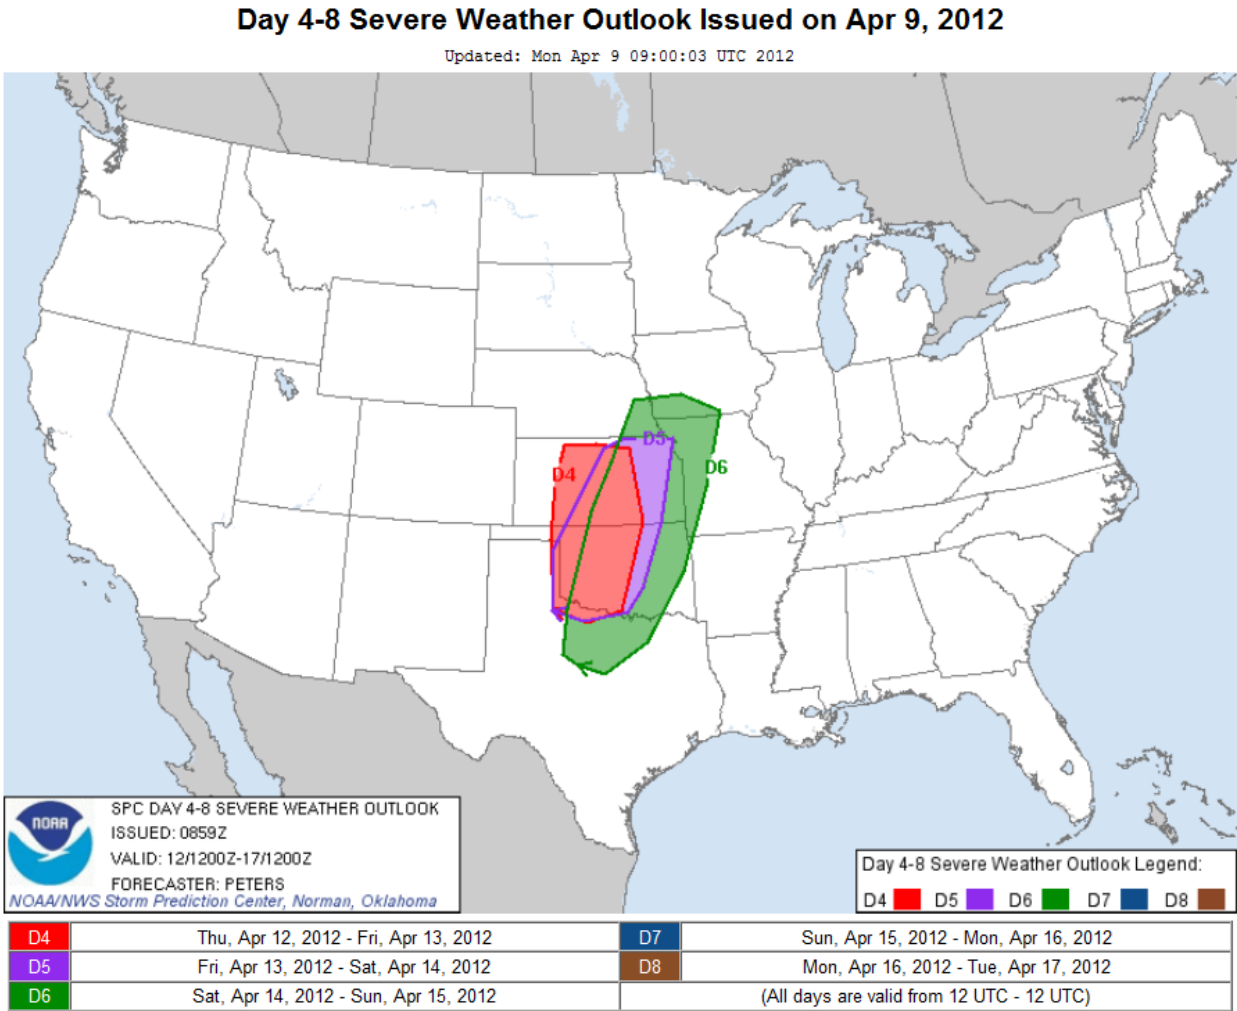 Day 4-8 Severe Weather Outlook Issued on Apr 9, 2012
Updated: Mon Apr 9 09:00:03 UTC 2012
D5
D4
D6
NOAA
SPC DAY 4-8 SEVERE WEATHER OUTLOOK
ISSUED: 0859Z
VALID: 12/1200Z-17/1200Z
FORECASTER: PETERS
NOAA/NWS Storm Prediction Center, Norman, Oklahoma
Day 4-8 Severe Weather Outlook Legend:
D4 D5 D6 D7 D8
D4 Thu, Apr 12, 2012 - Fri, Apr 13, 2012 D7 Sun, Apr 15, 2012 - Mon, Apr 16, 2012
D5 Fri, Apr 13, 2012 - Sat, Apr 14, 2012 D8 Mon, Apr 16, 2012 - Tue, Apr 17, 2012
D6 Sat, Apr 14, 2012 - Sun, Apr 15, 2012 (All days are valid from 12 UTC - 12 UTC)